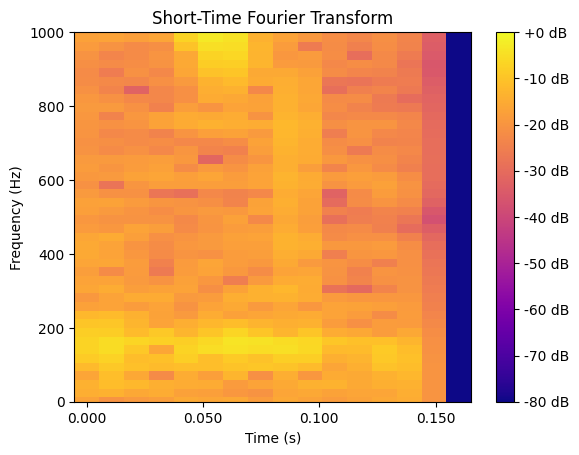 Short-Time Fourier Transform
1000
800
600
400
200
0
Frequency (Hz)
0.000
0.050
0.100
0.150
Time (s)
+0 dB
-10 dB
-20 dB
-30 dB
-40 dB
-50 dB
-60 dB
-70 dB
-80 dB